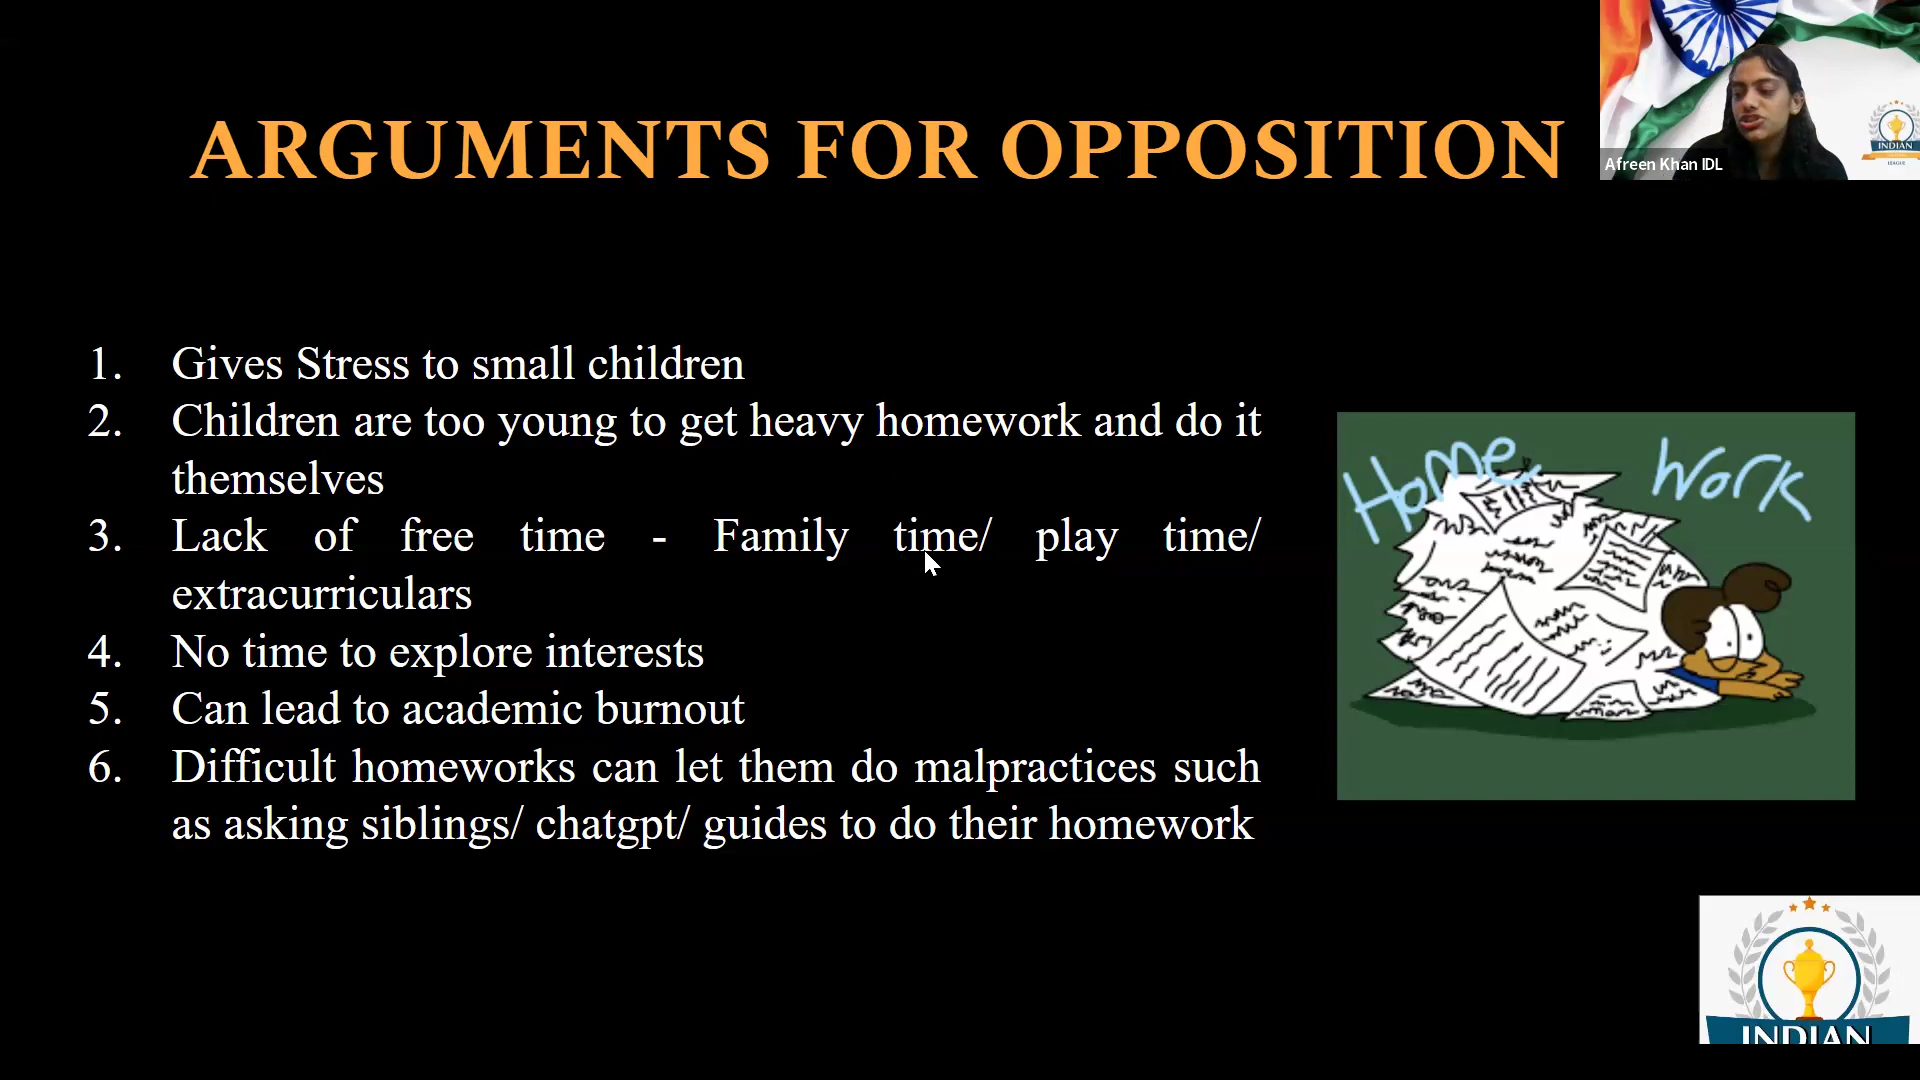 ARGUMENTS FOR OPPOSITION
Afreen Khan IDL
INDIAN
LEAGUE
1. Gives Stress to small children
2. Children are too young to get heavy homework and do it
themselves
3. Lack of free time - Family time/ play time/
extracurriculars
4. No time to explore interests
5. Can lead to academic burnout
6. Difficult homeworks can let them do malpractices such
as asking siblings/ chatgpt/ guides to do their homework
Home Work
INDIAN